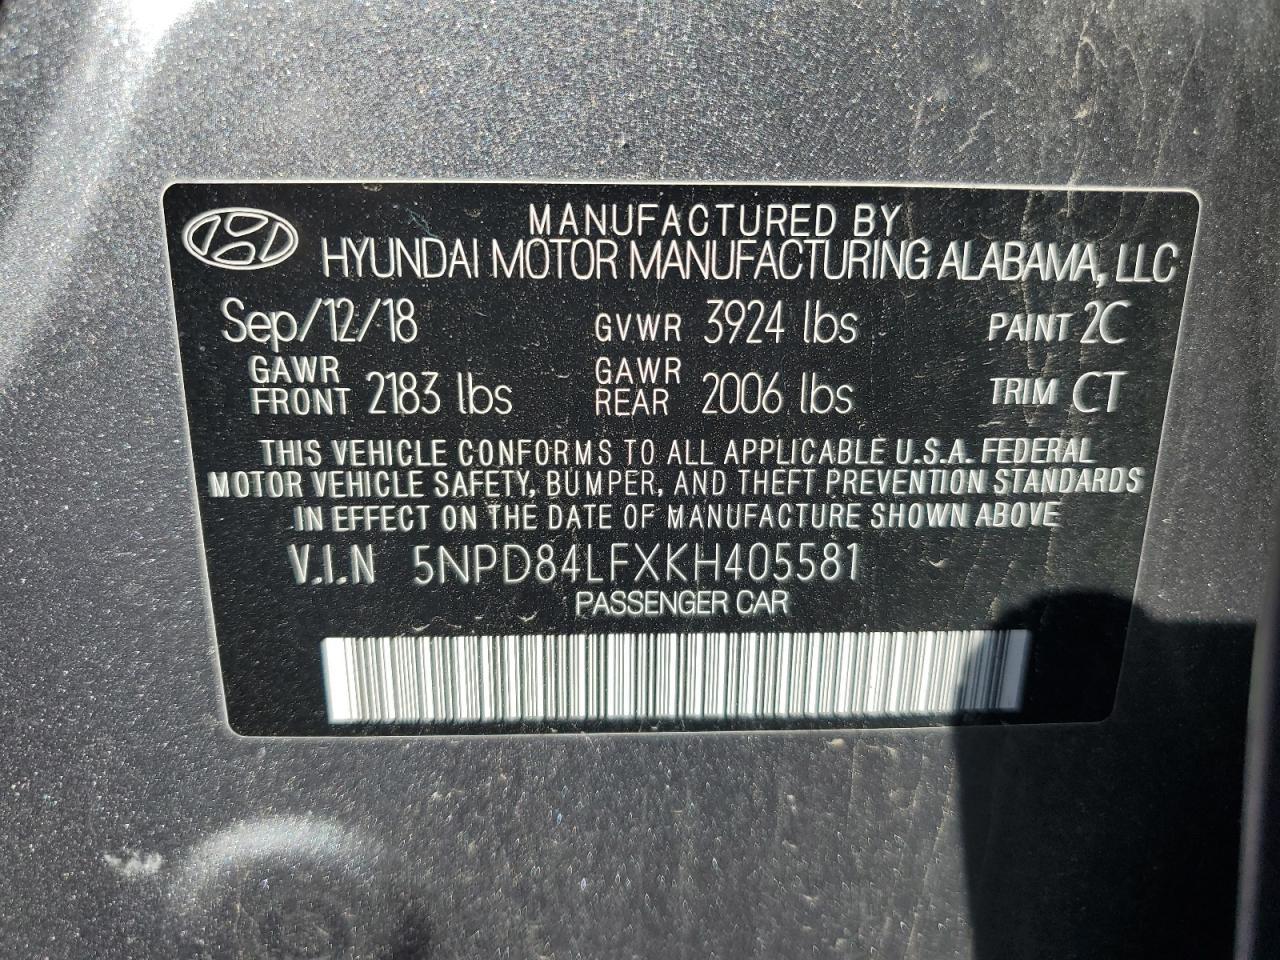 MANUFACTURED BY
HYUNDAI MOTOR MANUFACTURING ALABAMA, LLC
Sep/12/18 GVWR 3924 lbs PAINT 2C
GAWR FRONT 2183 lbs GAWR REAR 2006 lbs TRIM CT
THIS VEHICLE CONFORMS TO ALL APPLICABLE U.S.A. FEDERAL
MOTOR VEHICLE SAFETY, BUMPER, AND THEFT PREVENTION STANDARDS
IN EFFECT ON THE DATE OF MANUFACTURE SHOWN ABOVE
V.I.N 5NPD84LFXKH405581
PASSENGER CAR